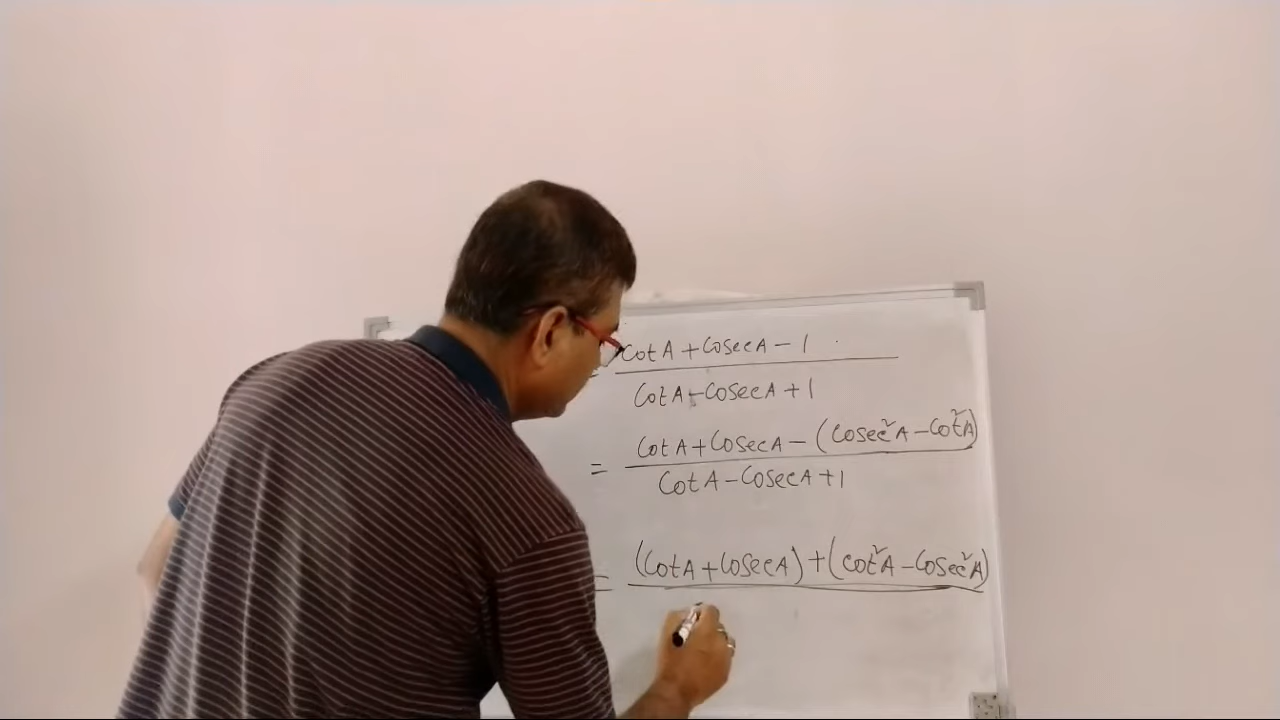 cotA + CosecA - 1
CotA - CosecA + 1
= CotA + CosecA - (Cosec²A - Cot²A)
CotA - CosecA + 1
= (CotA + CosecA) + (Cot²A - Cosec²A)